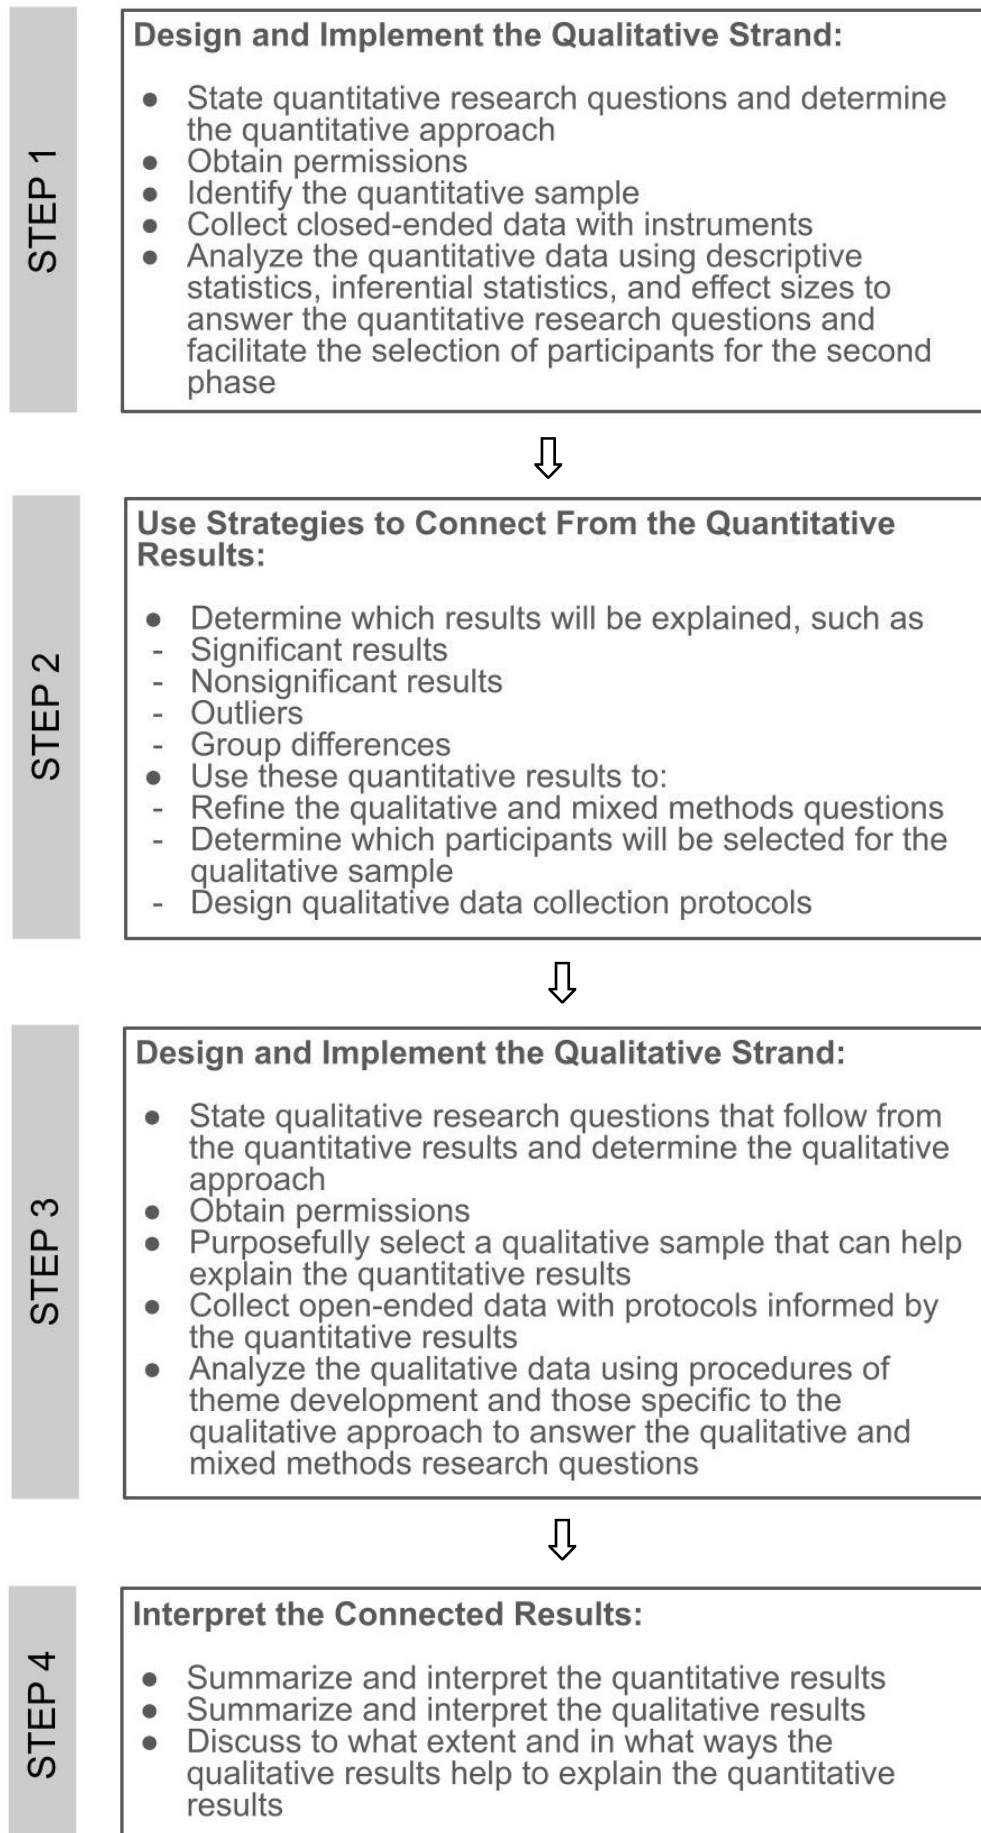 STEP 1
Design and Implement the Qualitative Strand:
● State quantitative research questions and determine
the quantitative approach
● Obtain permissions
● Identify the quantitative sample
● Collect closed-ended data with instruments
● Analyze the quantitative data using descriptive
statistics, inferential statistics, and effect sizes to
answer the quantitative research questions and
facilitate the selection of participants for the second
phase
STEP 2
Use Strategies to Connect From the Quantitative
Results:
● Determine which results will be explained, such as
- Significant results
- Nonsignificant results
- Outliers
- Group differences
● Use these quantitative results to:
- Refine the qualitative and mixed methods questions
- Determine which participants will be selected for the
qualitative sample
- Design qualitative data collection protocols
STEP 3
Design and Implement the Qualitative Strand:
● State qualitative research questions that follow from
the quantitative results and determine the qualitative
approach
● Obtain permissions
● Purposefully select a qualitative sample that can help
explain the quantitative results
● Collect open-ended data with protocols informed by
the quantitative results
● Analyze the qualitative data using procedures of
theme development and those specific to the
qualitative approach to answer the qualitative and
mixed methods research questions
STEP 4
Interpret the Connected Results:
● Summarize and interpret the quantitative results
● Summarize and interpret the qualitative results
● Discuss to what extent and in what ways the
qualitative results help to explain the quantitative
results